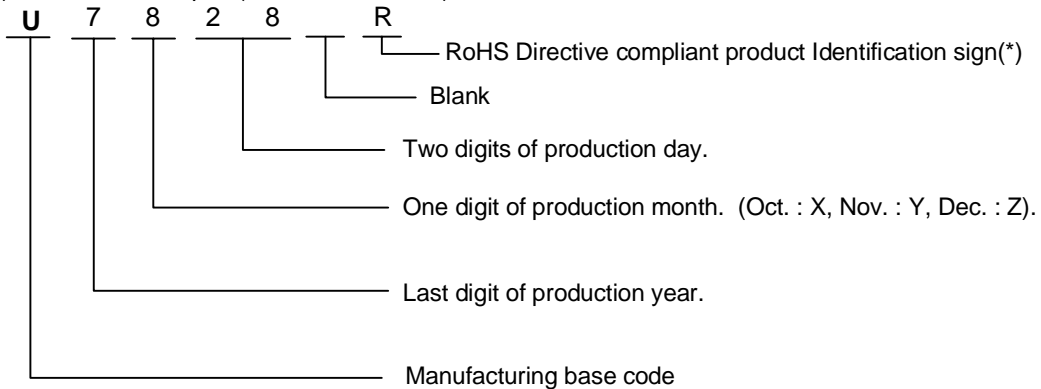 U 7 8 2 8 R
RoHS Directive compliant product Identification sign(*)
Blank
Two digits of production day.
One digit of production month. (Oct. : X, Nov. : Y, Dec. : Z).
Last digit of production year.
Manufacturing base code